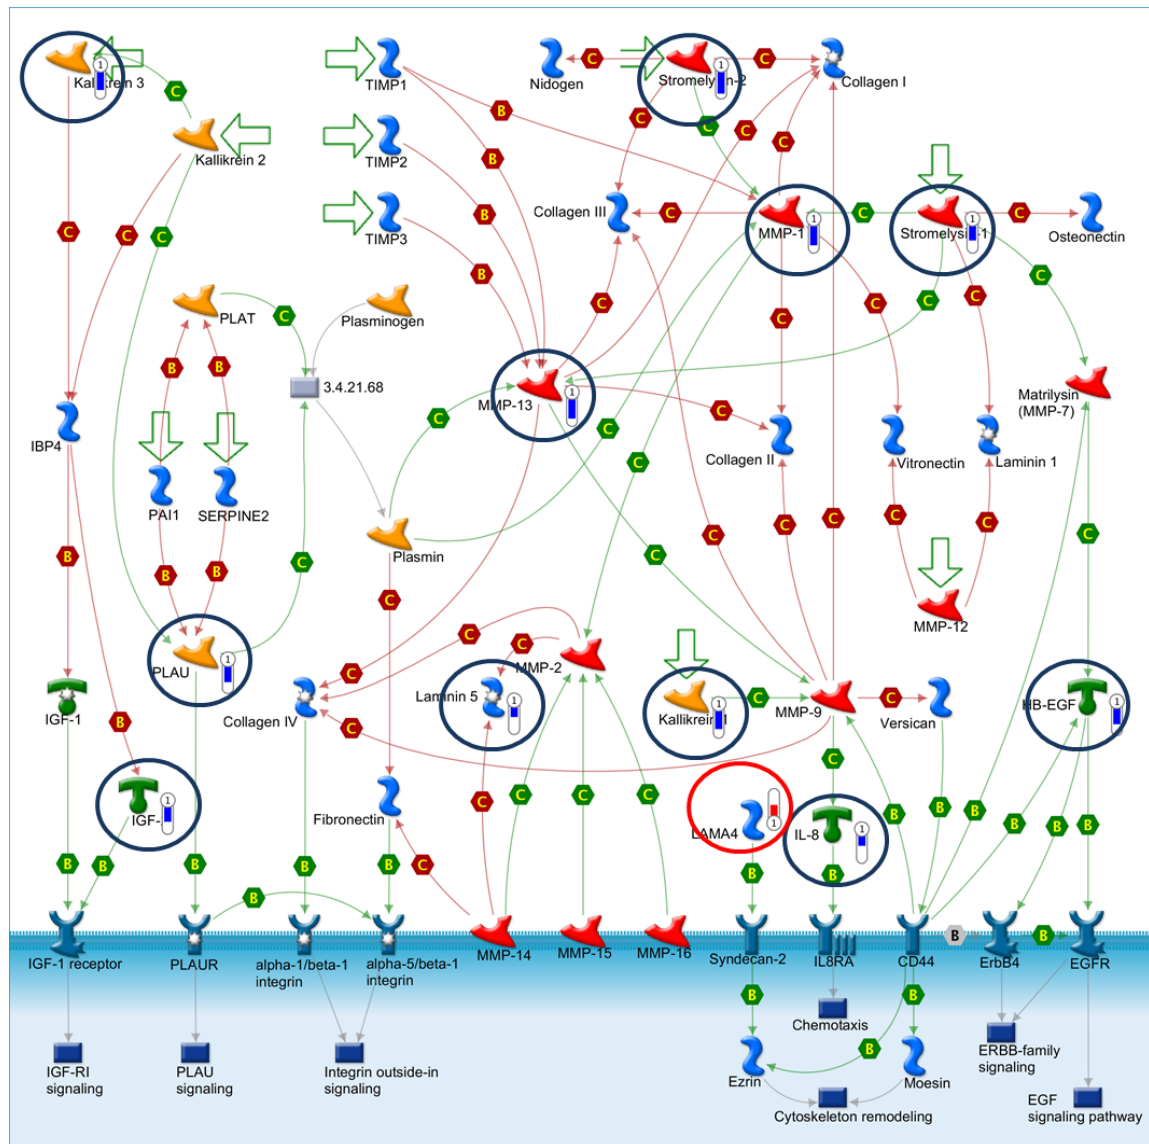 Kallikrein 3
Kallikrein 2
TIMP1
TIMP2
TIMP3
Nidogen
Stromelysin-2
Collagen I
Collagen III
MMP-1
Stromelysin-1
Osteonectin
PLAT
Plasminogen
3.4.21.68
MMP-13
Matrilysin
(MMP-7)
IBP4
PAI1
SERPINE2
Plasmin
Collagen II
Vitronectin
Laminin 1
MMP-12
PLAU
IGF-1
Collagen IV
Laminin 5
MMP-2
Kallikrein 1
MMP-9
Versican
HB-EGF
IGF-
Fibronectin
LAMA4
IL-8
IGF-1 receptor
PLAUR
alpha-1/beta-1
integrin
alpha-5/beta-1
integrin
MMP-14
MMP-15
MMP-16
Syndecan-2
IL8RA
CD44
ErbB4
EGFR
IGF-RI
signaling
PLAU
signaling
Integrin outside-in
signaling
Chemotaxis
Ezrin
Moesin
Cytoskeleton remodeling
ERBB-family
signaling
EGF
signaling pathway